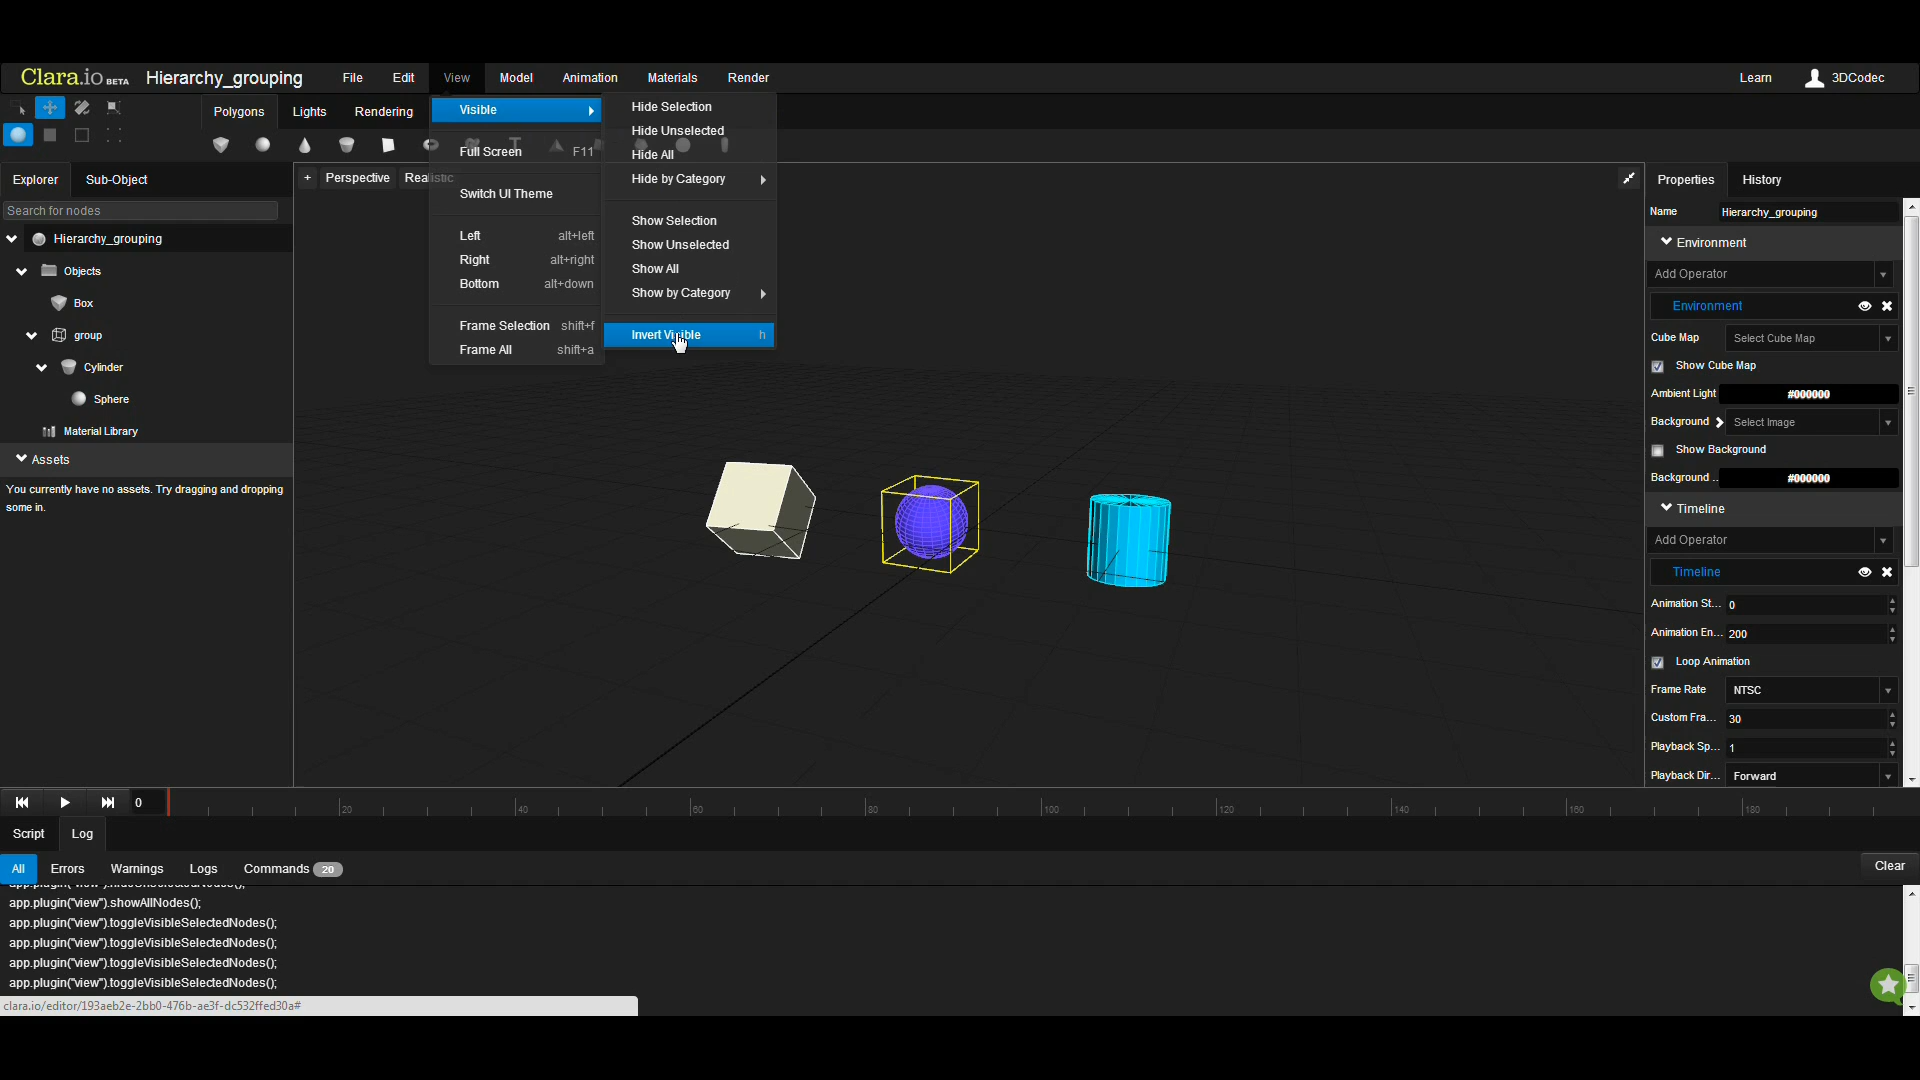 Clara.io BETA Hierarchy_grouping File Edit View Model Animation Materials Render Learn 3DCodec
Polygons Lights Rendering
Visible
Full Screen F11
Switch UI Theme
Left alt+left
Right alt+right
Bottom alt+down
Frame Selection shift+f
Frame All shift+a
Hide Selection
Hide Unselected
Hide All
Hide by Category
Show Selection
Show Unselected
Show All
Show by Category
Invert Visible h
Explorer Sub-Object
Search for nodes
Hierarchy_grouping
Objects
Box
group
Cylinder
Sphere
Material Library
Assets
You currently have no assets. Try dragging and dropping
some in.
+ Perspective Realistic
Properties History
Name Hierarchy_grouping
Environment
Add Operator
Environment
Cube Map Select Cube Map
Show Cube Map
Ambient Light #000000
Background Select Image
Show Background
Background .. #000000
Timeline
Add Operator
Timeline
Animation St... 0
Animation En... 200
Loop Animation
Frame Rate NTSC
Custom Fra... 30
Playback Sp... 1
Playback Dir... Forward
0 20 40 60 80 100 120 140 160 180
Script Log
All Errors Warnings Logs Commands 20 Clear
app.plugin("view").showAllNodes();
app.plugin("view").toggleVisibleSelectedNodes();
app.plugin("view").toggleVisibleSelectedNodes();
app.plugin("view").toggleVisibleSelectedNodes();
app.plugin("view").toggleVisibleSelectedNodes();
clara.io/editor/193aeb2e-2bb0-476b-ae3f-dc532ffed30a#